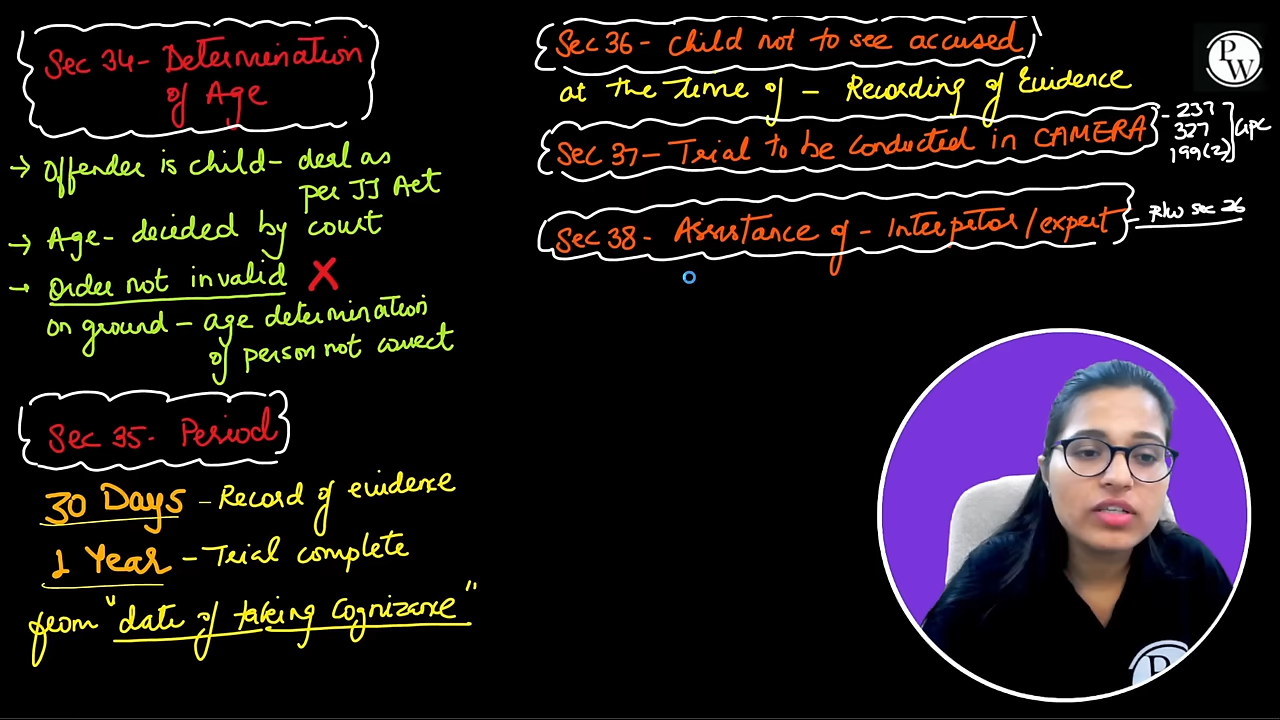 Sec 34 - Determination
of Age
→ Offender is child - deal as
per JJ Act
→ Age - decided by court
→ Order not invalid X
on ground - age determination
of person not correct
Sec 35 - Period
30 Days - Record of evidence
1 Year - Trial complete
from "date of taking Cognizance"
Sec 36 - Child not to see accused
at the time of - Recording of Evidence
Sec 37 - Trial to be conducted in CAMERA
- 237
327
199(2)
CrPC
Sec 38 - Assistance of - Interpetor/expert
- R/w sec 26
PW